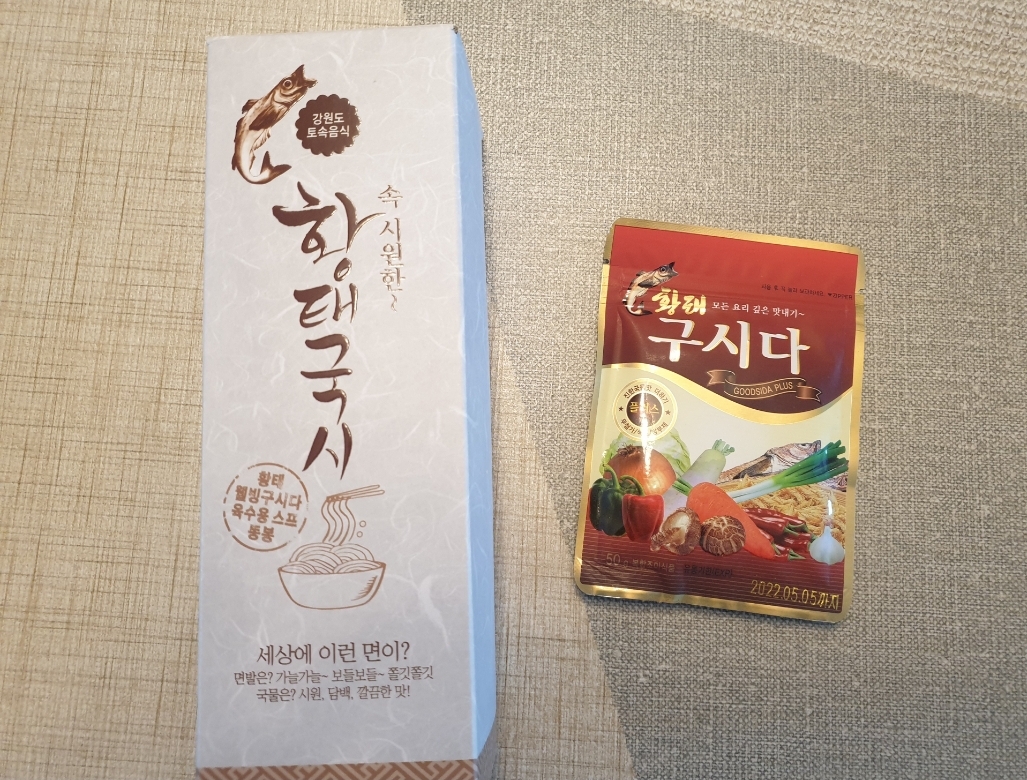 강원도
토속음식
속 시원한~
황태국시
황태
웰빙구시다
육수용 스프
동봉
세상에 이런 면이?
면발은? 가늘가늘~ 보들보들~ 쫄깃쫄깃
국물은? 시원, 담백, 깔끔한 맛!
황태 모든 요리 깊은 맛내기~
구시다
GOODSIDA PLUS
플러스
50g
2022.05.05까지